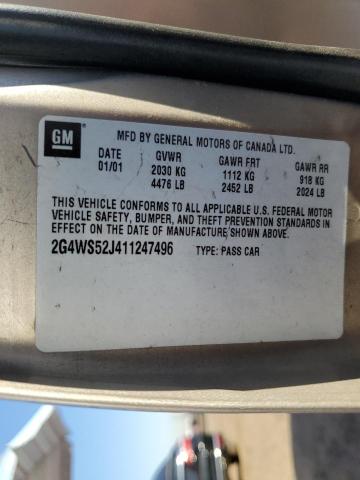 GM
MFD BY GENERAL MOTORS OF CANADA LTD.
DATE GVWR GAWR FRT GAWR RR
01/01 2030 KG 1112 KG 918 KG
4476 LB 2452 LB 2024 LB
THIS VEHICLE CONFORMS TO ALL APPLICABLE U.S. FEDERAL MOTOR
VEHICLE SAFETY, BUMPER, AND THEFT PREVENTION STANDARDS IN
EFFECT ON THE DATE OF MANUFACTURE SHOWN ABOVE.
2G4WS52J411247496 TYPE: PASS CAR